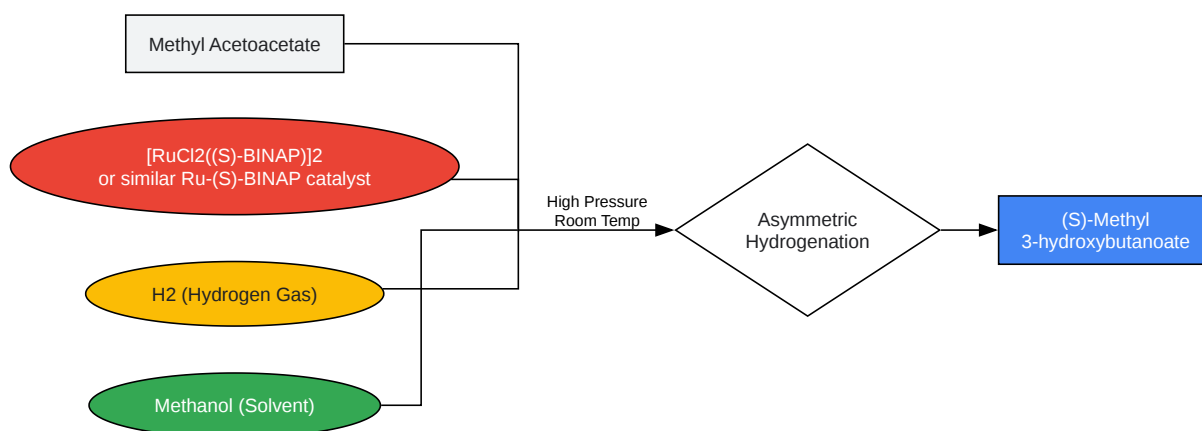 Methyl Acetoacetate
[RuCl2((S)-BINAP)]2
or similar Ru-(S)-BINAP catalyst
H2 (Hydrogen Gas)
Methanol (Solvent)
High Pressure
Room Temp
Asymmetric
Hydrogenation
(S)-Methyl
3-hydroxybutanoate